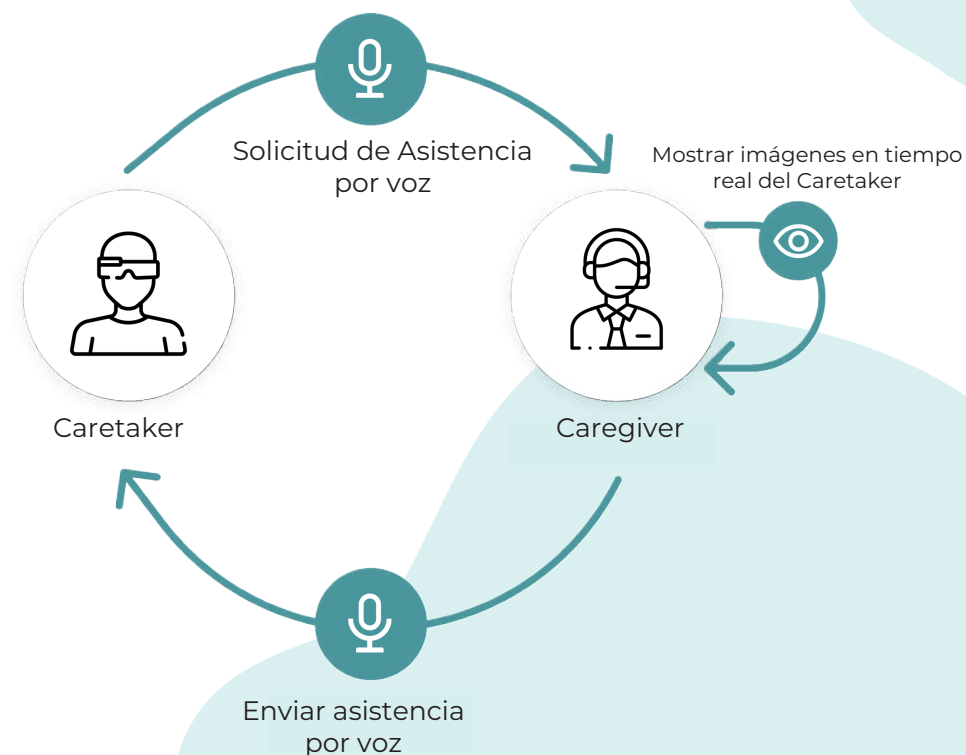 Solicitud de Asistencia
por voz
Mostrar imágenes en tiempo
real del Caretaker
Caretaker
Caregiver
Enviar asistencia
por voz